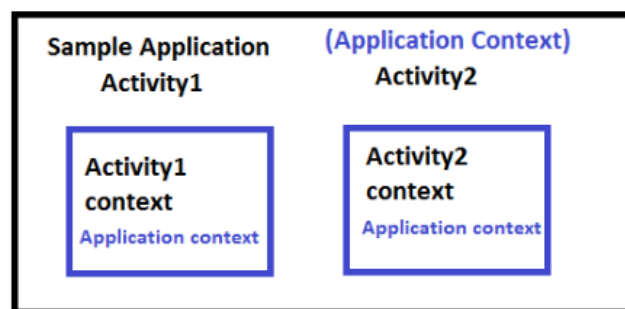 Sample Application
(Application Context)
Activity1
Activity2
Activity1
context
Application context
Activity2
context
Application context